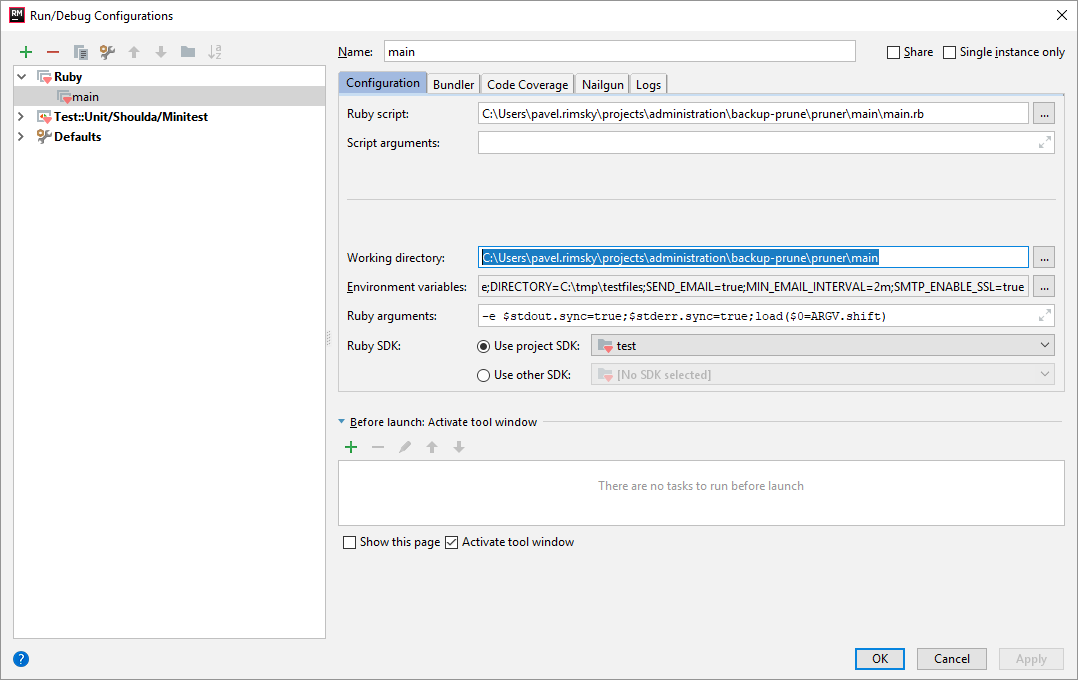 RM Run/Debug Configurations
Name: main Share Single instance only
Ruby
main
Test::Unit/Shoulda/Minitest
Defaults
Configuration Bundler Code Coverage Nailgun Logs
Ruby script: C:\Users\pavel.rimsky\projects\administration\backup-prune\pruner\main\main.rb ...
Script arguments:
Working directory: C:\Users\pavel.rimsky\projects\administration\backup-prune\pruner\main ...
Environment variables: e;DIRECTORY=C:\tmp\testfiles;SEND_EMAIL=true;MIN_EMAIL_INTERVAL=2m;SMTP_ENABLE_SSL=true ...
Ruby arguments: -e $stdout.sync=true;$stderr.sync=true;load($0=ARGV.shift)
Ruby SDK: Use project SDK: test
Use other SDK: [No SDK selected]
Before launch: Activate tool window
There are no tasks to run before launch
Show this page Activate tool window
? OK Cancel Apply